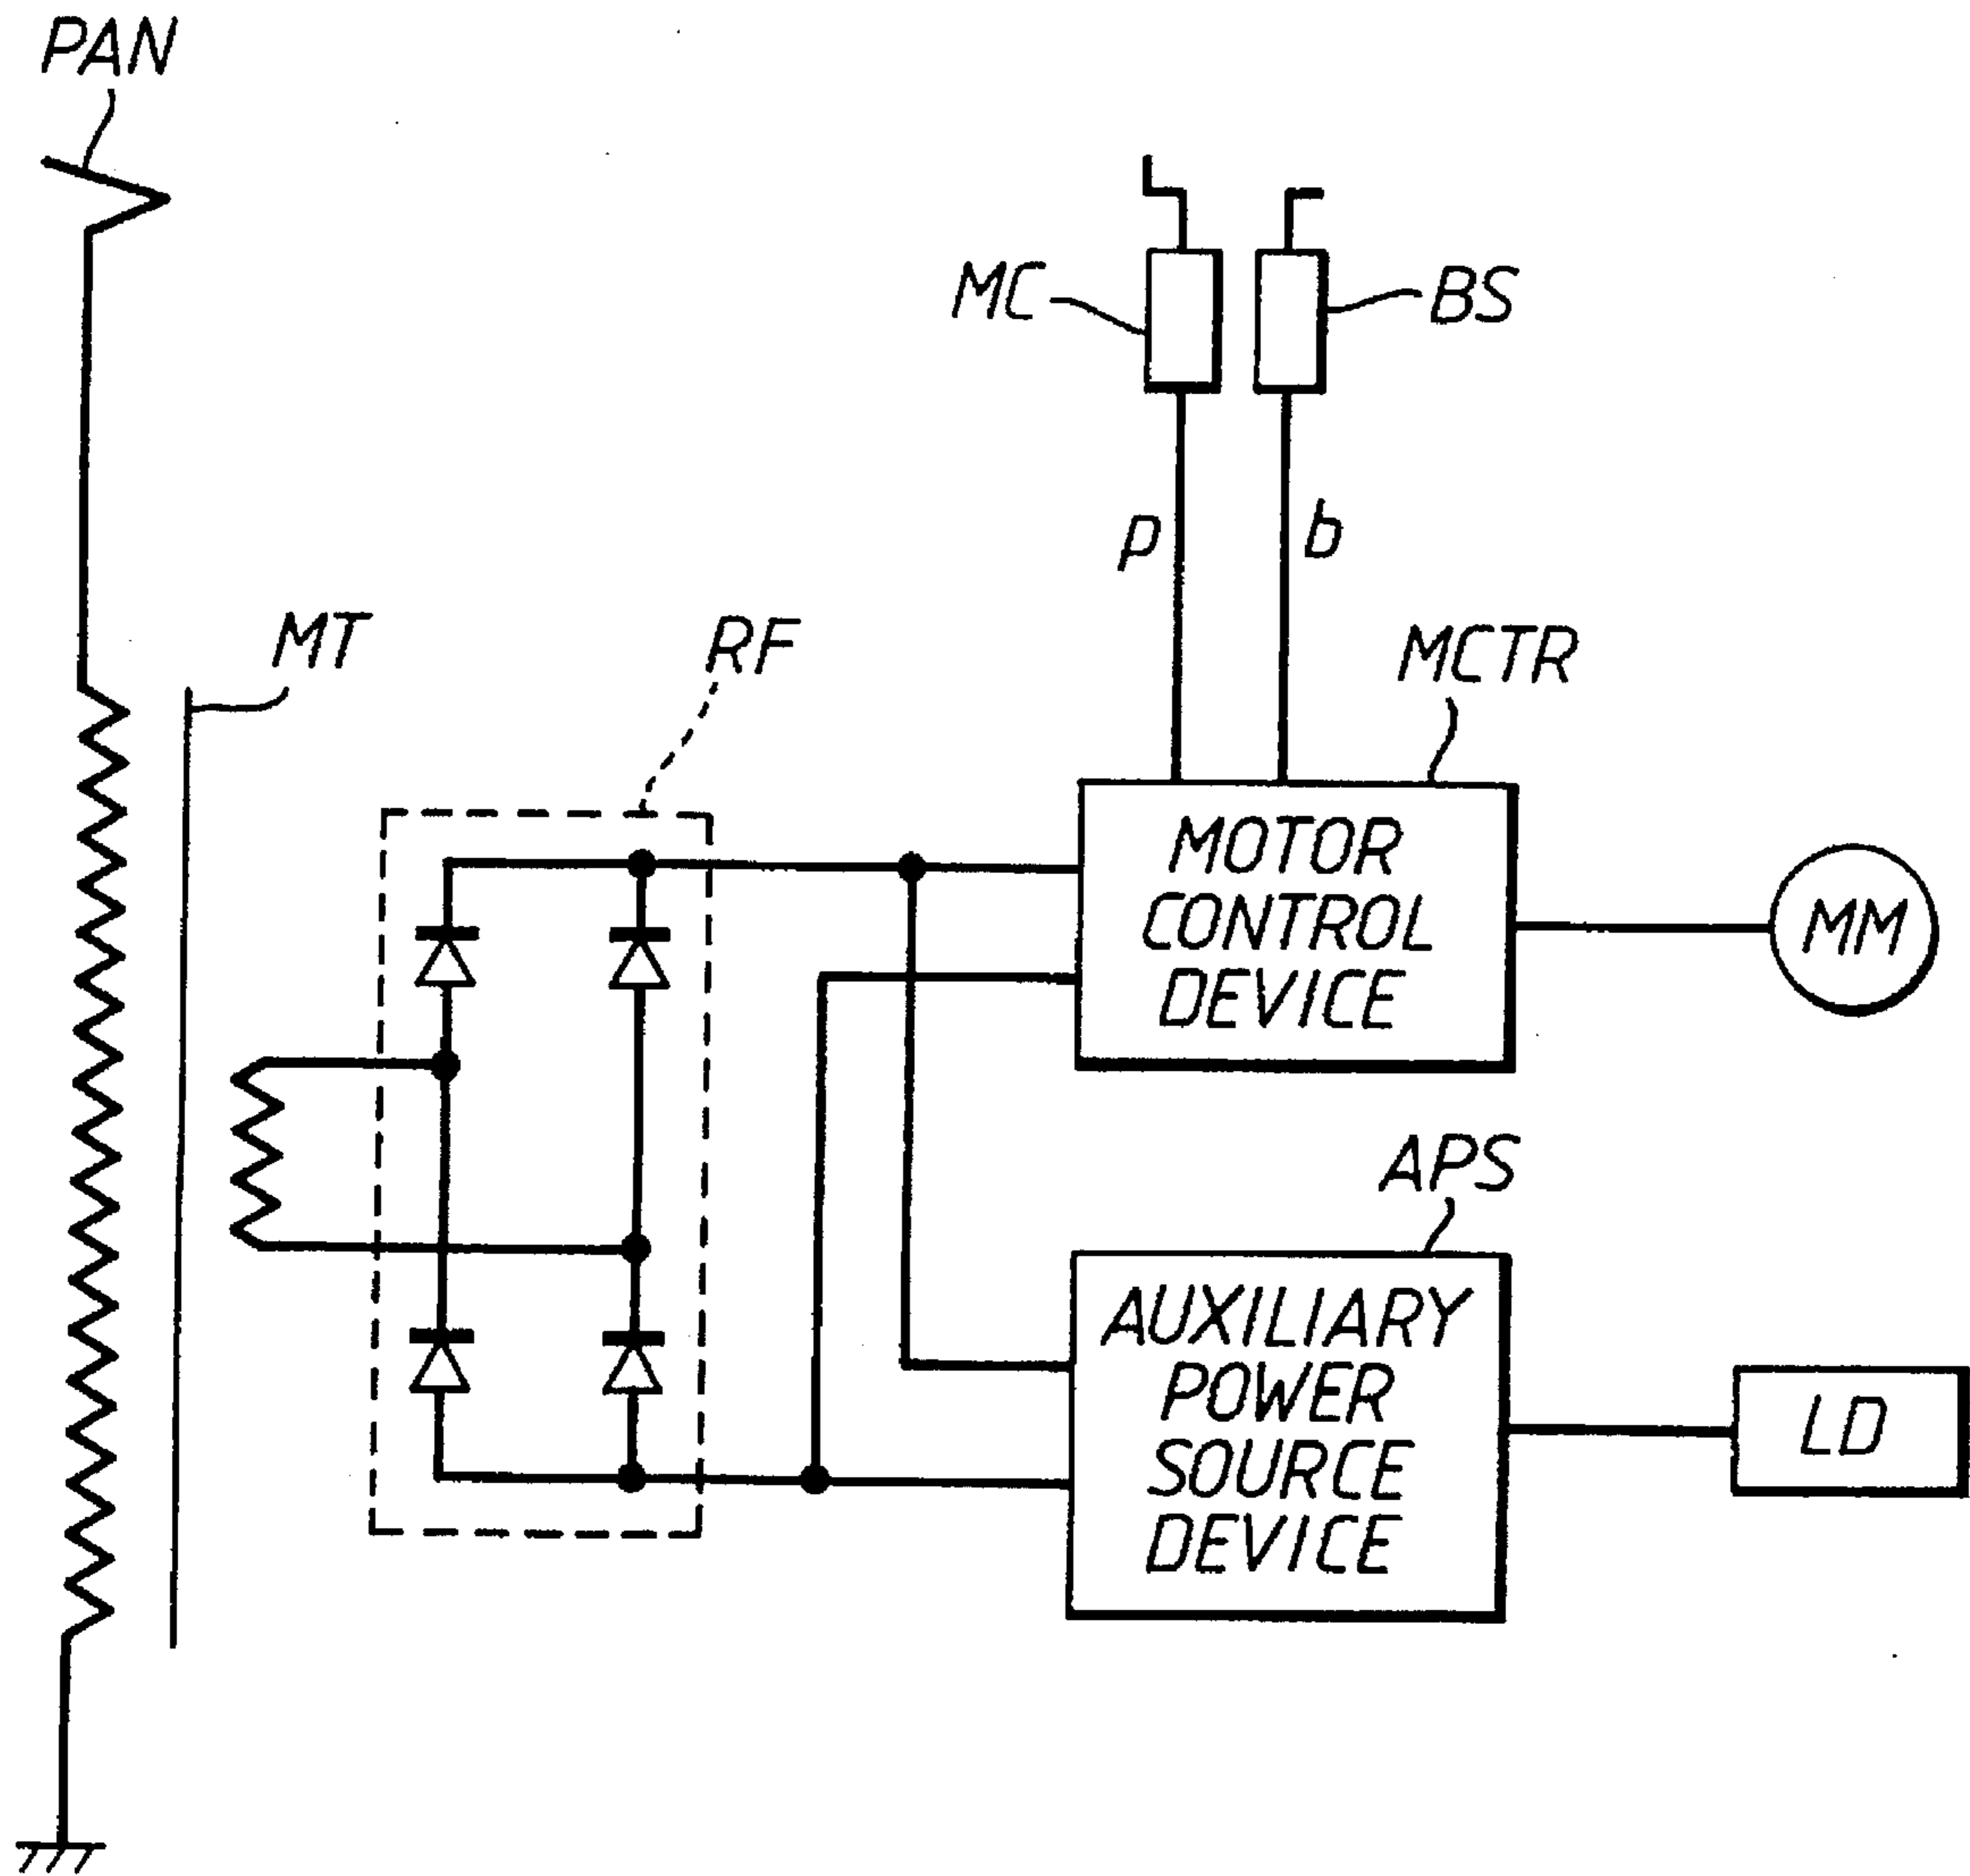 PAN
MC
BS
p
b
MT
RF
MCTR
MOTOR
CONTROL
DEVICE
MM
APS
AUXILIARY
POWER
SOURCE
DEVICE
LD